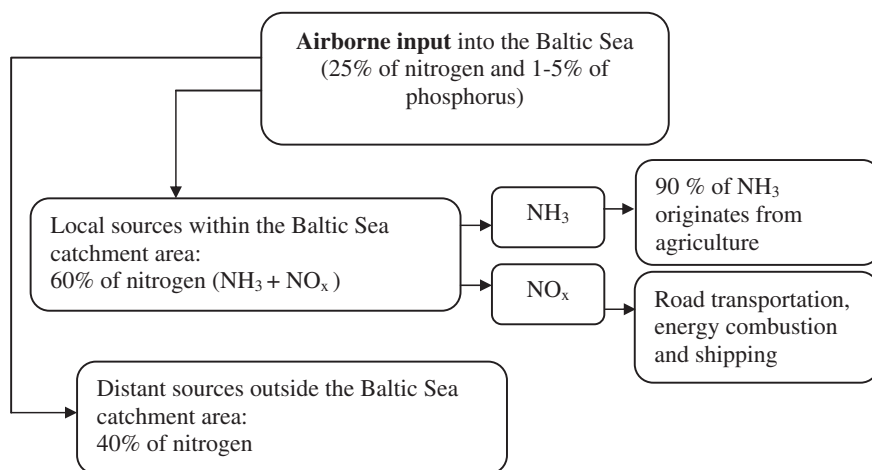 Airborne input into the Baltic Sea
(25% of nitrogen and 1-5% of
phosphorus)
Local sources within the Baltic Sea
catchment area:
60% of nitrogen (NH₃ + NOₓ )
NH₃
90 % of NH₃
originates from
agriculture
NOₓ
Road transportation,
energy combustion
and shipping
Distant sources outside the Baltic Sea
catchment area:
40% of nitrogen